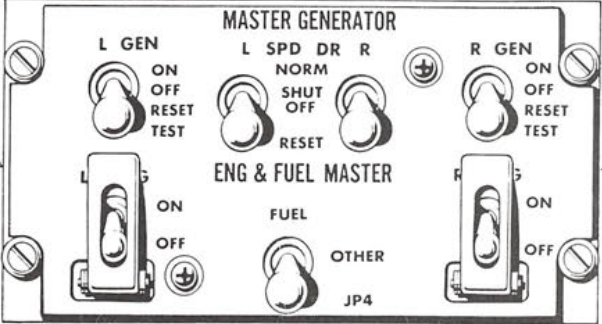 MASTER GENERATOR
L GEN
ON
OFF
RESET
TEST
L SPD DR R
NORM
SHUT
OFF
RESET
R GEN
ON
OFF
RESET
TEST
ENG & FUEL MASTER
L G
ON
OFF
FUEL
OTHER
JP4
R G
ON
OFF